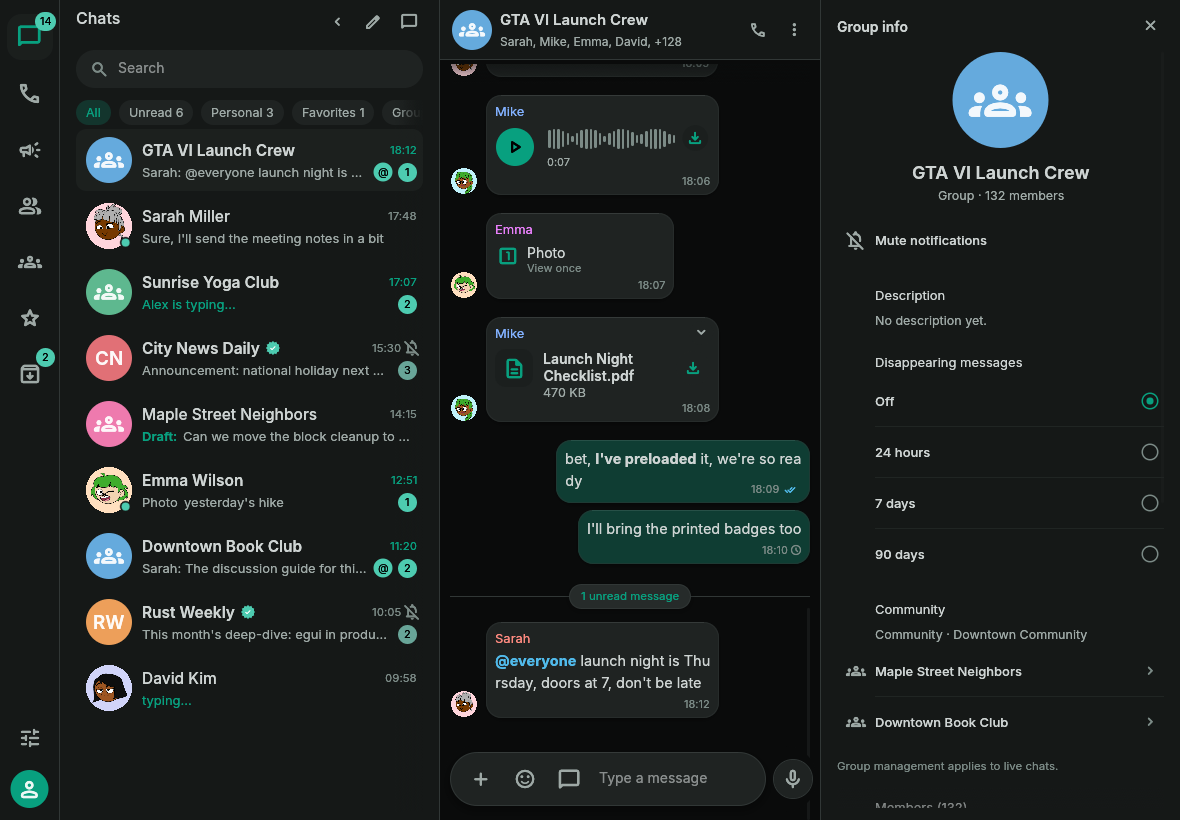 14
2
Chats
Search
All
Unread 6
Personal 3
Favorites 1
Grou
GTA VI Launch Crew
18:12
Sarah: @everyone launch night is ...
@
1
Sarah Miller
17:48
Sure, I'll send the meeting notes in a bit
Sunrise Yoga Club
17:07
Alex is typing...
2
CN
City News Daily
15:30
Announcement: national holiday next ...
3
Maple Street Neighbors
14:15
Draft: Can we move the block cleanup to ...
Emma Wilson
12:51
Photo yesterday's hike
1
Downtown Book Club
11:20
Sarah: The discussion guide for thi...
@
2
RW
Rust Weekly
10:05
This month's deep-dive: egui in produ...
2
David Kim
09:58
typing...
GTA VI Launch Crew
Sarah, Mike, Emma, David, +128
Mike
0:07
18:06
Emma
1
Photo
View once
18:07
Mike
Launch Night
Checklist.pdf
470 KB
18:08
bet, I've preloaded it, we're so rea
dy
18:09
I'll bring the printed badges too
18:10
1 unread message
Sarah
@everyone launch night is Thu
rsday, doors at 7, don't be late
18:12
Type a message
Group info
GTA VI Launch Crew
Group · 132 members
Mute notifications
Description
No description yet.
Disappearing messages
Off
24 hours
7 days
90 days
Community
Community · Downtown Community
Maple Street Neighbors
Downtown Book Club
Group management applies to live chats.
Members (132)